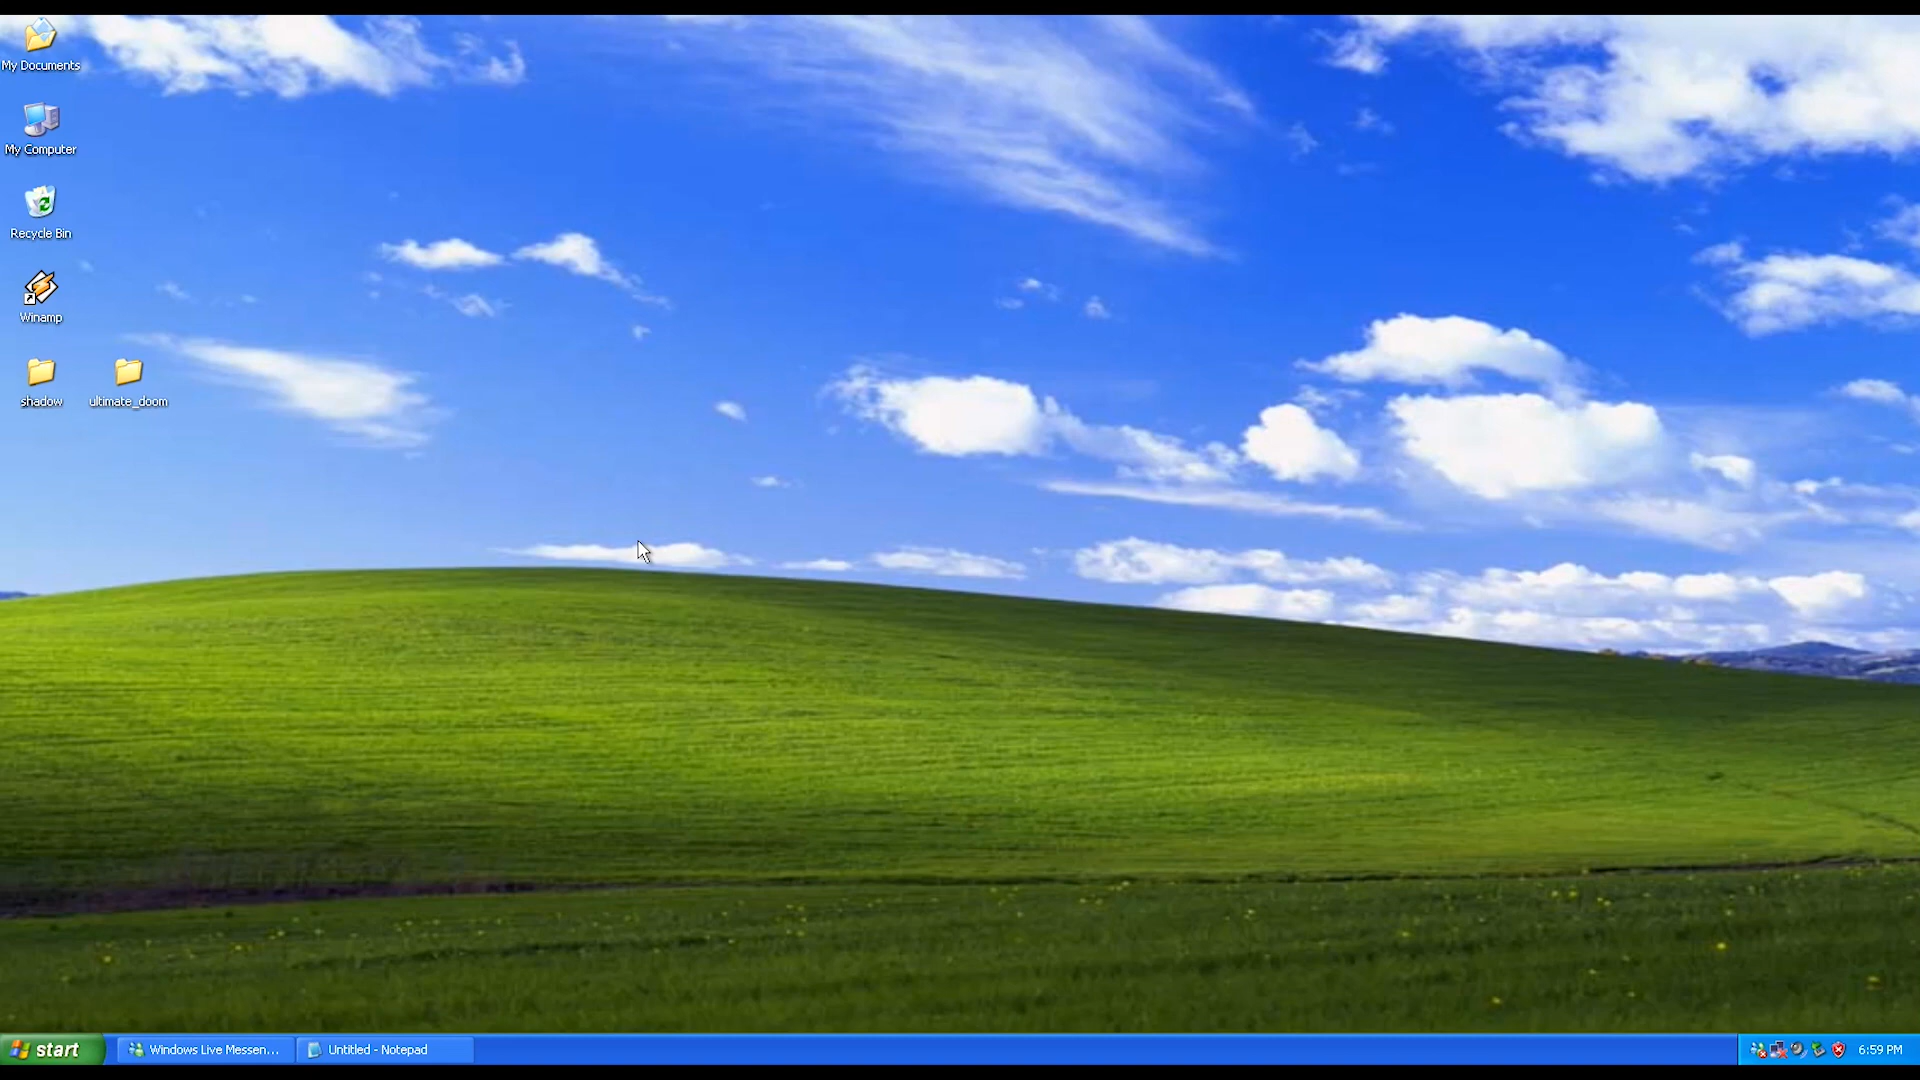 My Documents
My Computer
Recycle Bin
Winamp
shadow
ultimate_doom
start
Windows Live Messen...
Untitled - Notepad
6:59 PM